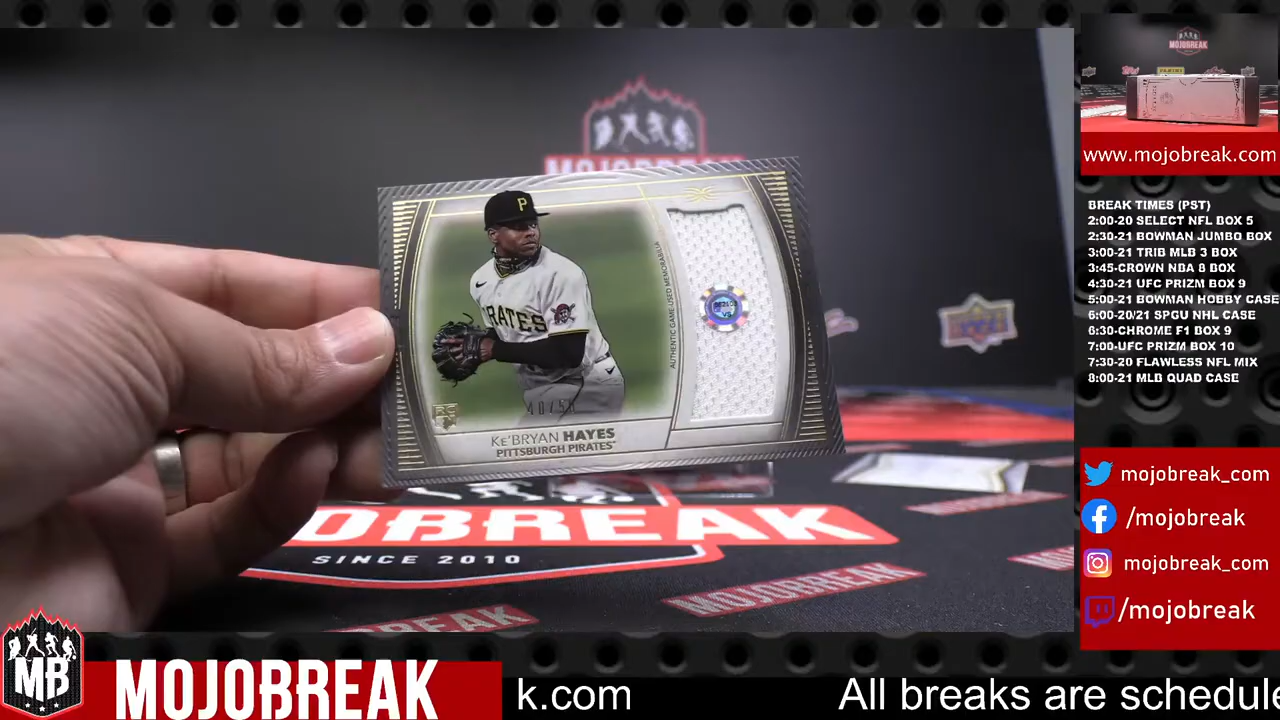 MOJOBREAK
P
PIRATES
AUTHENTIC GAME-USED MEMORABILIA
RC
KE'BRYAN HAYES
PITTSBURGH PIRATES
OJOBREAK
SINCE 2010
MOJOBREAK
MOJOBREAK
www.mojobreak.com
BREAK TIMES (PST)
2:00-20 SELECT NFL BOX 5
2:30-21 BOWMAN JUMBO BOX
3:00-21 TRIB MLB 3 BOX
3:45-CROWN NBA 8 BOX
4:30-21 UFC PRIZM BOX 9
5:00-21 BOWMAN HOBBY CASE
6:00-20/21 SPGU NHL CASE
6:30-CHROME F1 BOX 9
7:00-UFC PRIZM BOX 10
7:30-20 FLAWLESS NFL MIX
8:00-21 MLB QUAD CASE
mojobreak_com
/mojobreak
mojobreak_com
/mojobreak
MB
MOJOBREAK
k.com
All breaks are schedule